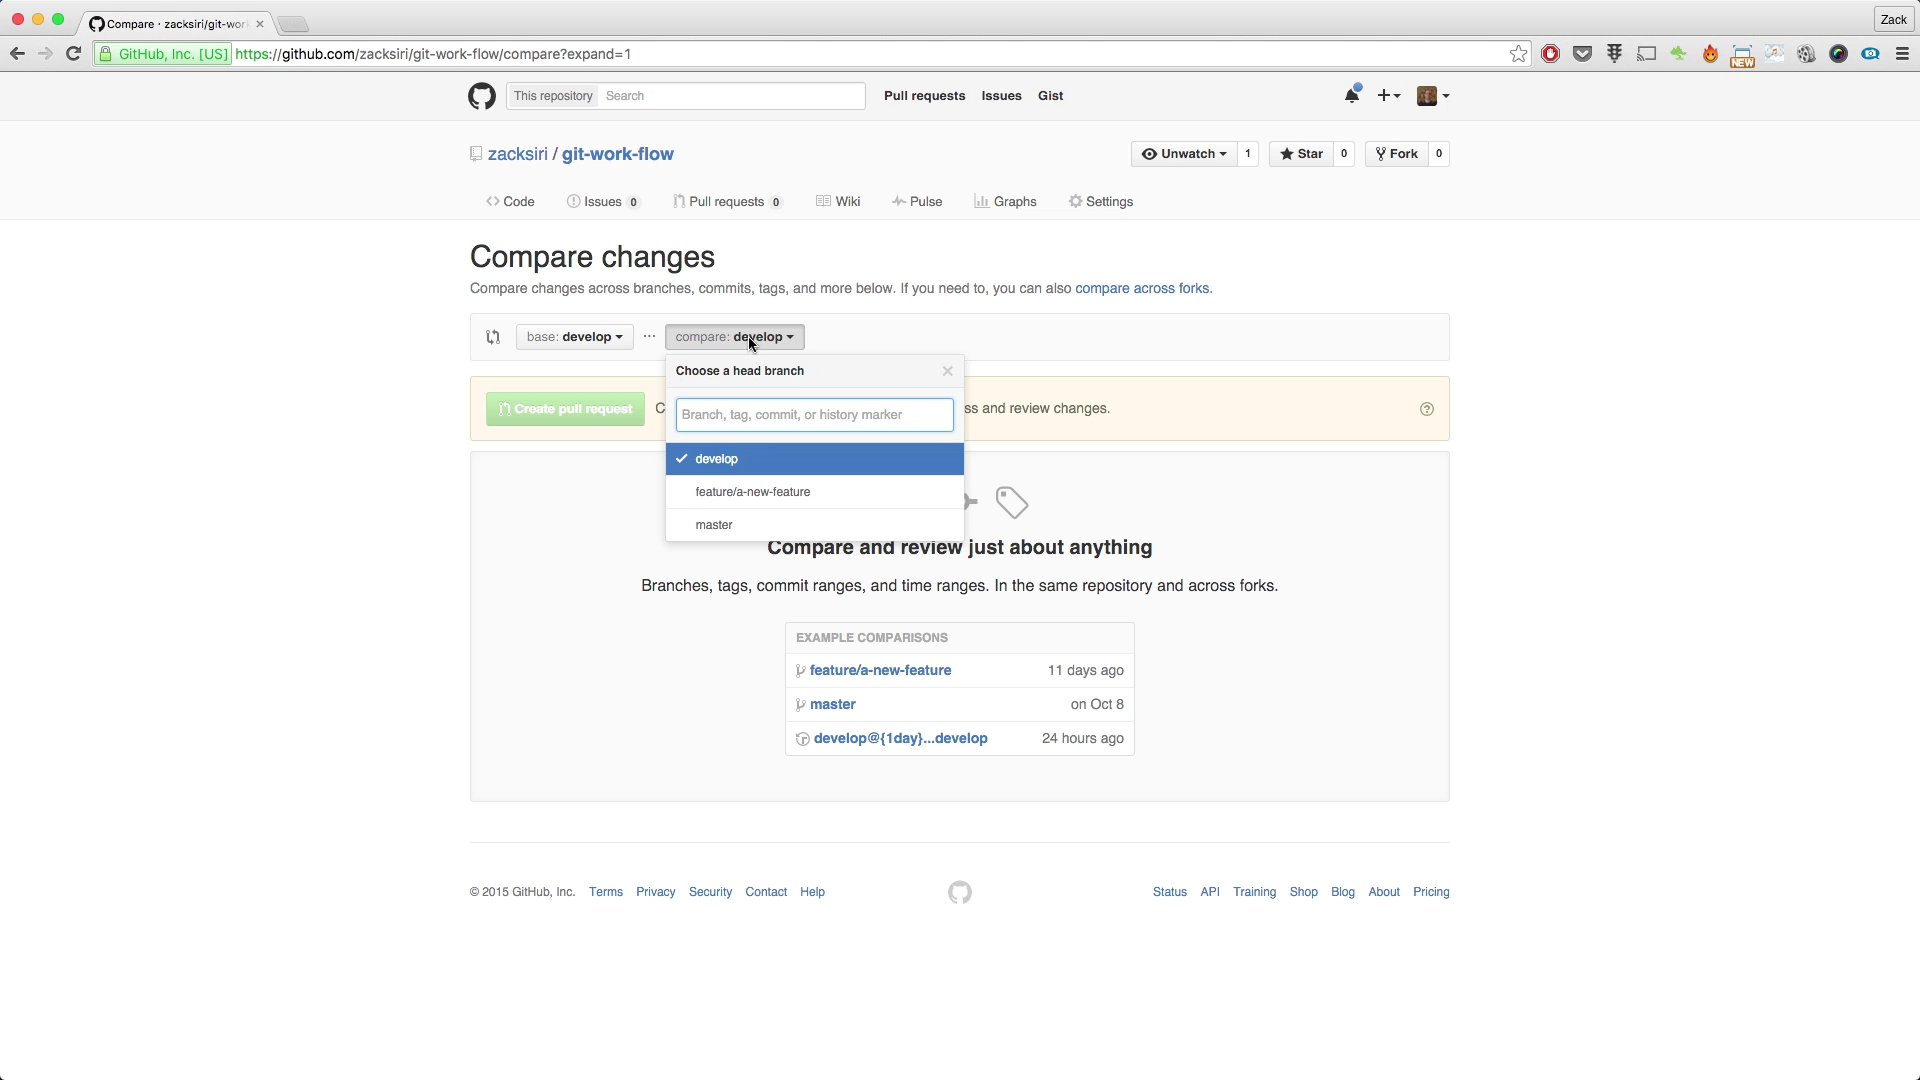 Compare · zacksiri/git-wor
Zack
GitHub, Inc. [US] https://github.com/zacksiri/git-work-flow/compare?expand=1
NEW
This repository Search
Pull requests Issues Gist
zacksiri / git-work-flow
Unwatch 1 Star 0 Fork 0
Code Issues 0 Pull requests 0 Wiki Pulse Graphs Settings
Compare changes
Compare changes across branches, commits, tags, and more below. If you need to, you can also compare across forks.
base: develop ... compare: develop
Choose a head branch
Create pull request C ss and review changes.
Branch, tag, commit, or history marker
develop
feature/a-new-feature
master
Compare and review just about anything
Branches, tags, commit ranges, and time ranges. In the same repository and across forks.
EXAMPLE COMPARISONS
feature/a-new-feature 11 days ago
master on Oct 8
develop@{1day}...develop 24 hours ago
© 2015 GitHub, Inc. Terms Privacy Security Contact Help
Status API Training Shop Blog About Pricing